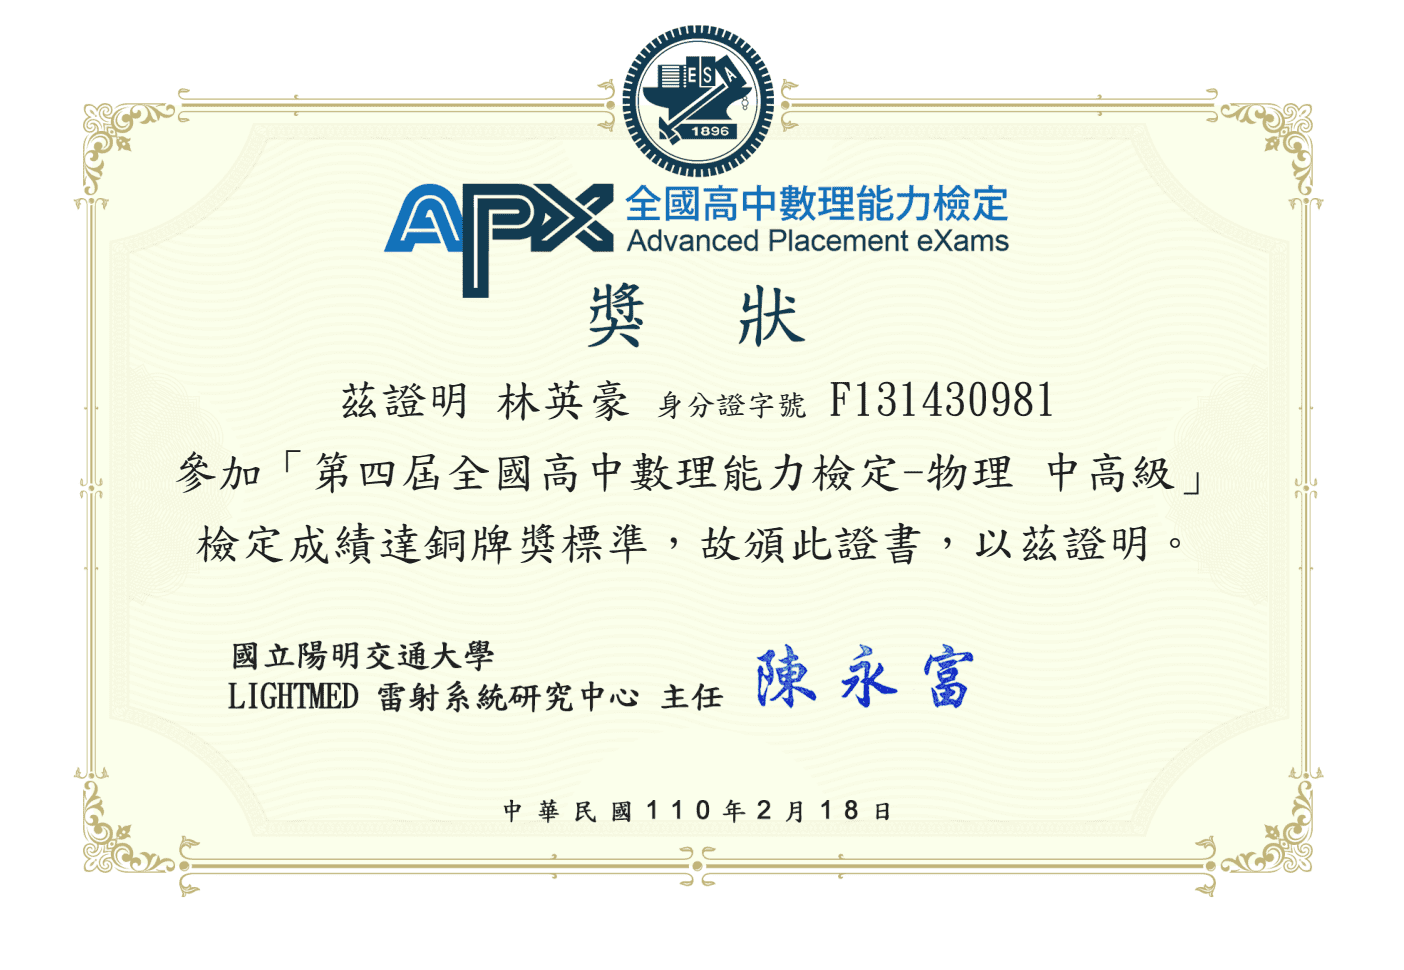 ESA
1896
APX 全國高中數理能力檢定
Advanced Placement eXams
獎 狀
茲證明 林英豪 身分證字號 F131430981
參加「第四屆全國高中數理能力檢定-物理 中高級」
檢定成績達銅牌獎標準，故頒此證書，以茲證明。
國立陽明交通大學
LIGHTMED 雷射系統研究中心 主任 陳永富
中華民國110年2月18日